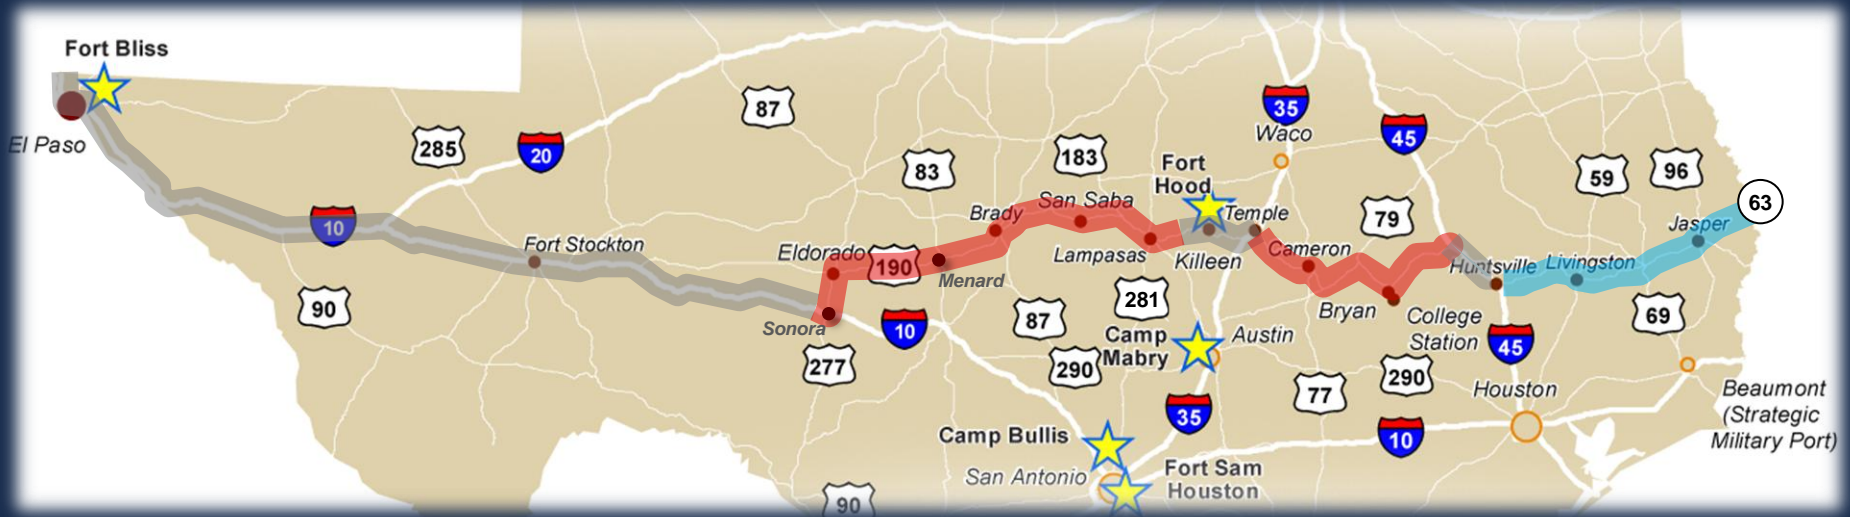 Fort Bliss
El Paso
285
20
87
35
Waco
45
183
83
Fort
Hood
59
96
63
10
Fort Stockton
Eldorado
190
Menard
Brady
San Saba
Lampasas
Killeen
Temple
79
Cameron
Huntsville
Livingston
Jasper
90
Sonora
277
10
87
281
Camp
Mabry
290
Austin
Bryan
College
Station
45
69
77
290
Houston
Beaumont
(Strategic
Military Port)
35
10
Camp Bullis
San Antonio
Fort Sam
Houston
90